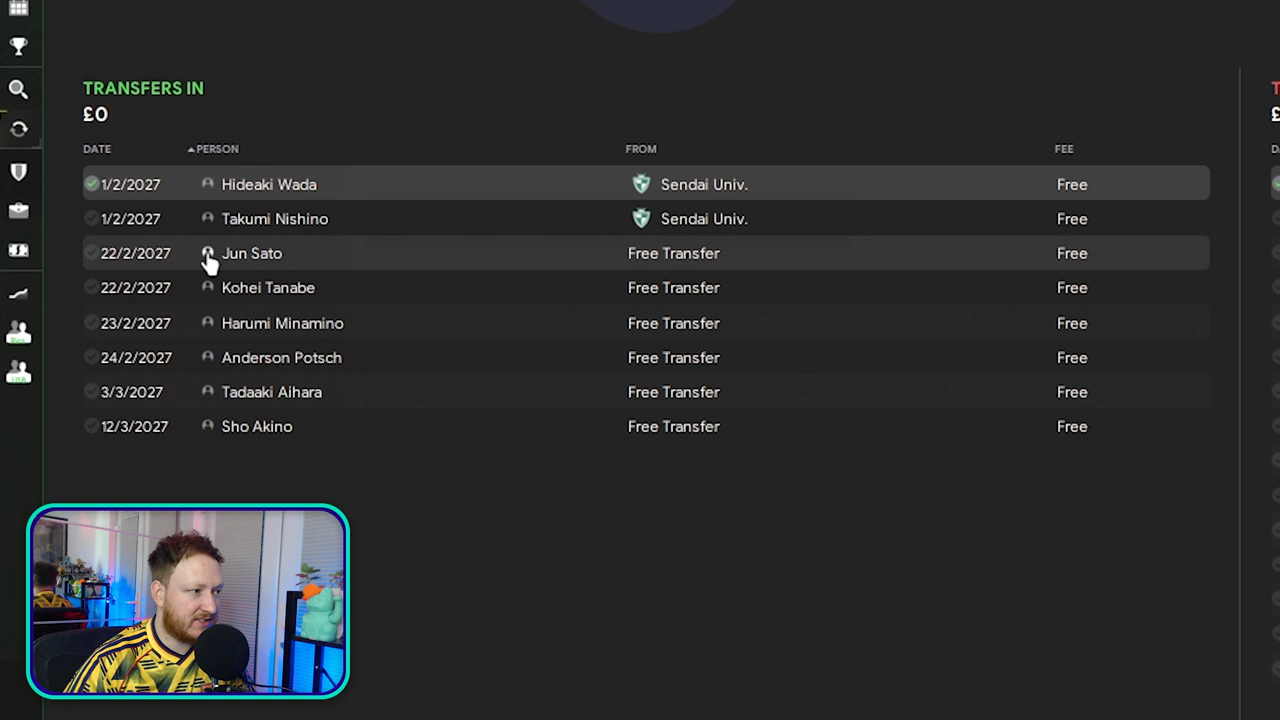 TRANSFERS IN
£0
DATE PERSON FROM FEE
1/2/2027 Hideaki Wada Sendai Univ. Free
1/2/2027 Takumi Nishino Sendai Univ. Free
22/2/2027 Jun Sato Free Transfer Free
22/2/2027 Kohei Tanabe Free Transfer Free
23/2/2027 Harumi Minamino Free Transfer Free
24/2/2027 Anderson Potsch Free Transfer Free
3/3/2027 Tadaaki Aihara Free Transfer Free
12/3/2027 Sho Akino Free Transfer Free